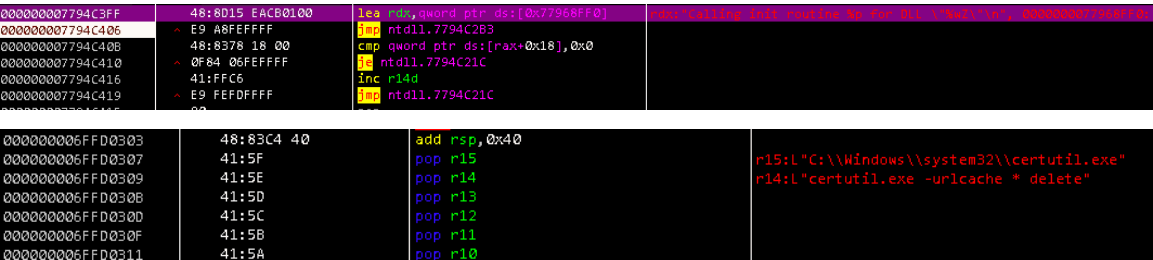 000000007794C3FF 48:8D15 EACB0100 lea rdx,qword ptr ds:[0x77968FF0] rdx:"Calling init routine %p for DLL \"%wZ\"\n", 0000000077968FF0:
000000007794C406 ^ E9 A8FEFFFF jmp ntdll.7794C2B3
000000007794C40B 48:8378 18 00 cmp qword ptr ds:[rax+0x18],0x0
000000007794C410 ^ 0F84 06FEFFFF je ntdll.7794C21C
000000007794C416 41:FFC6 inc r14d
000000007794C419 ^ E9 FEFDFFFF jmp ntdll.7794C21C
000000006FFD0303 48:83C4 40 add rsp,0x40
000000006FFD0307 41:5F pop r15 r15:L"C:\\Windows\\system32\\certutil.exe"
000000006FFD0309 41:5E pop r14 r14:L"certutil.exe -urlcache * delete"
000000006FFD030B 41:5D pop r13
000000006FFD030D 41:5C pop r12
000000006FFD030F 41:5B pop r11
000000006FFD0311 41:5A pop r10